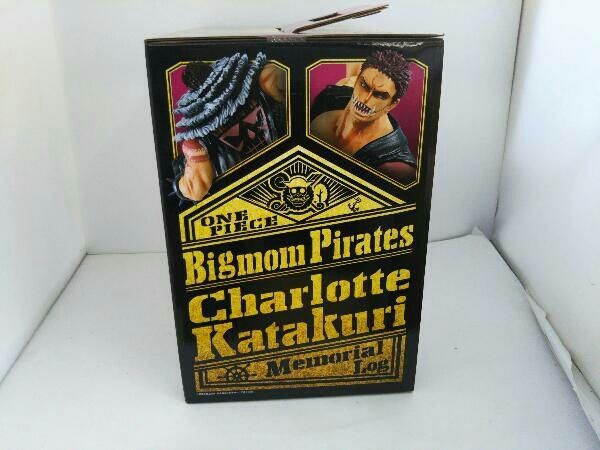 ONE
PIECE
Bigmom Pirates
Charlotte
Katakuri
Memorial
Log